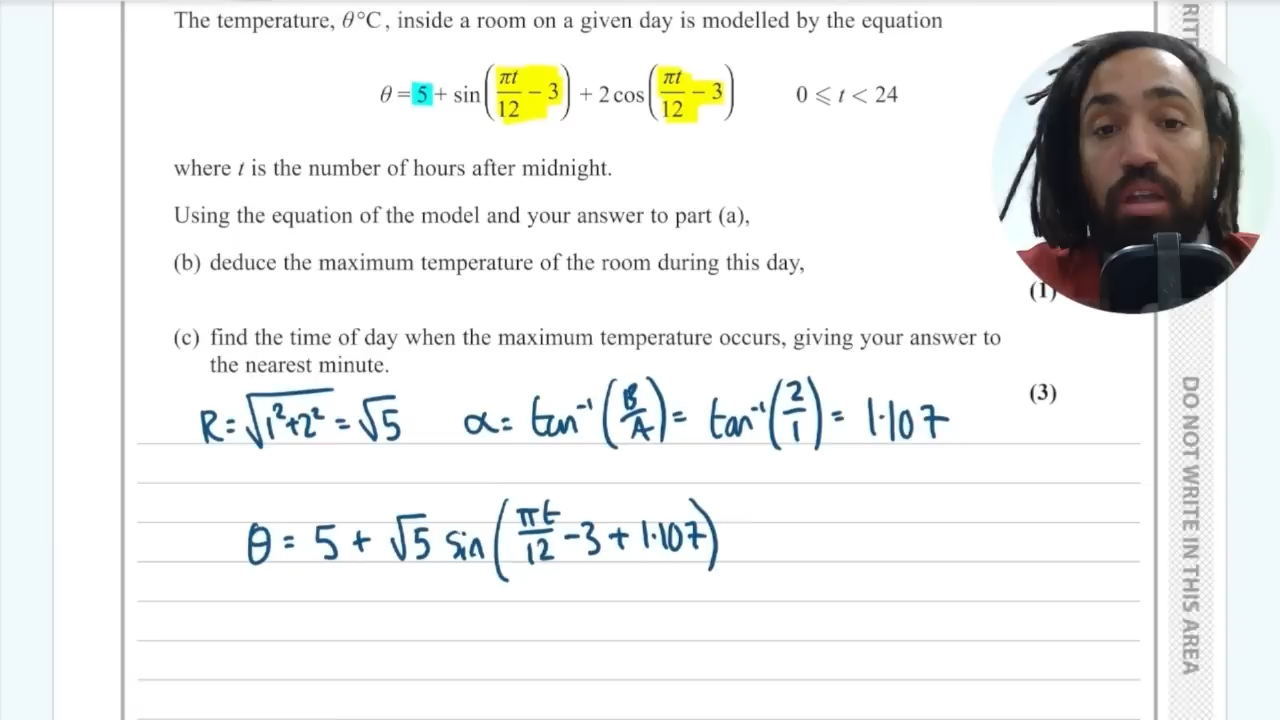 The temperature, θ°C, inside a room on a given day is modelled by the equation
θ = 5 + sin(πt/12 − 3) + 2cos(πt/12 − 3)    0 ⩽ t < 24
where t is the number of hours after midnight.
Using the equation of the model and your answer to part (a),
(b) deduce the maximum temperature of the room during this day,
(1)
(c) find the time of day when the maximum temperature occurs, giving your answer to
the nearest minute.
(3)
R = √(1²+2²) = √5    α = tan⁻¹(B/A) = tan⁻¹(2/1) = 1.107
θ = 5 + √5 sin(πt/12 − 3 + 1.107)
DO NOT WRITE IN THIS AREA